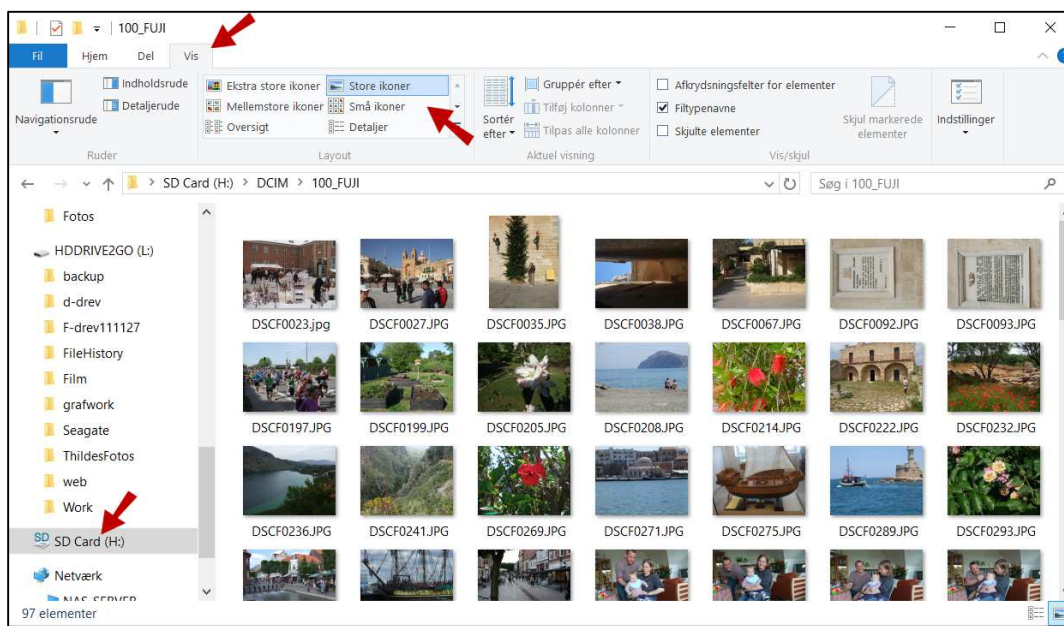 100_FUJI
Fil Hjem Del Vis
Navigationsrude
Indholdsrude
Detaljerude
Ruder
Ekstra store ikoner Store ikoner
Mellemstore ikoner Små ikoner
Oversigt Detaljer
Layout
Sortér efter
Gruppér efter
Tilføj kolonner
Tilpas alle kolonner
Aktuel visning
Afkrydsningsfelter for elementer
Filtypenavne
Skjulte elementer
Skjul markerede
elementer
Vis/skjul
Indstillinger
SD Card (H:) > DCIM > 100_FUJI
Søg i 100_FUJI
Fotos
HDDRIVE2GO (L:)
backup
d-drev
F-drev111127
FileHistory
Film
grafwork
Seagate
ThildesFotos
web
Work
SD Card (H:)
Netværk
NAS-SERVER
DSCF0023.jpg DSCF0027.JPG DSCF0035.JPG DSCF0038.JPG DSCF0067.JPG DSCF0092.JPG DSCF0093.JPG
DSCF0197.JPG DSCF0199.JPG DSCF0205.JPG DSCF0208.JPG DSCF0214.JPG DSCF0222.JPG DSCF0232.JPG
DSCF0236.JPG DSCF0241.JPG DSCF0269.JPG DSCF0271.JPG DSCF0275.JPG DSCF0289.JPG DSCF0293.JPG
97 elementer